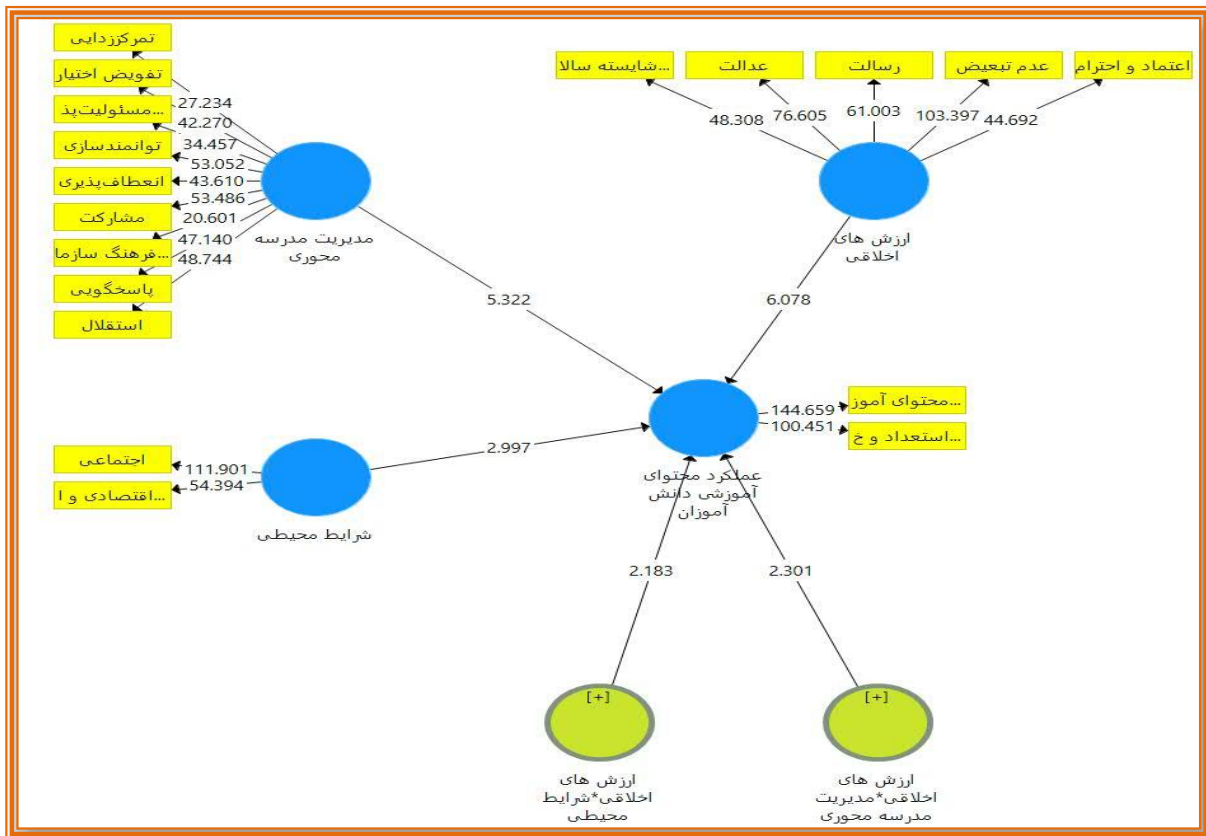 تمرکززدایی
تفویض اختیار
...مسئولیت‌پذ
توانمندسازی
انعطاف‌پذیری
مشارکت
...فرهنگ سازما
پاسخگویی
استقلال
27.234
42.270
34.457
53.052
43.610
53.486
20.601
47.140
48.744
مدیریت مدرسه
محوری
اعتماد و احترام
عدم تبعیض
رسالت
عدالت
...شایسته سالا
48.308
76.605
61.003
103.397
44.692
ارزش های
اخلاقی
5.322
6.078
اجتماعی
...اقتصادی و ا
111.901
54.394
شرایط محیطی
2.997
...محتوای آموز
...استعداد و خ
144.659
100.451
عملکرد محتوای
آموزشی دانش
آموزان
2.183
2.301
[+]
ارزش های
اخلاقی*شرایط
محیطی
[+]
ارزش های
اخلاقی*مدیریت
مدرسه محوری